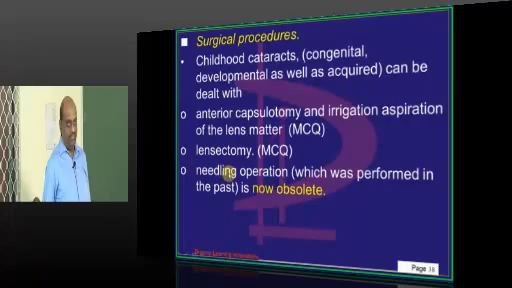 Surgical procedures.
Childhood cataracts, (congenital,
developmental as well as acquired) can be
dealt with
anterior capsulotomy and irrigation aspiration
of the lens matter (MCQ)
lensectomy. (MCQ)
needling operation (which was performed in
the past) is now obsolete.
Page 38